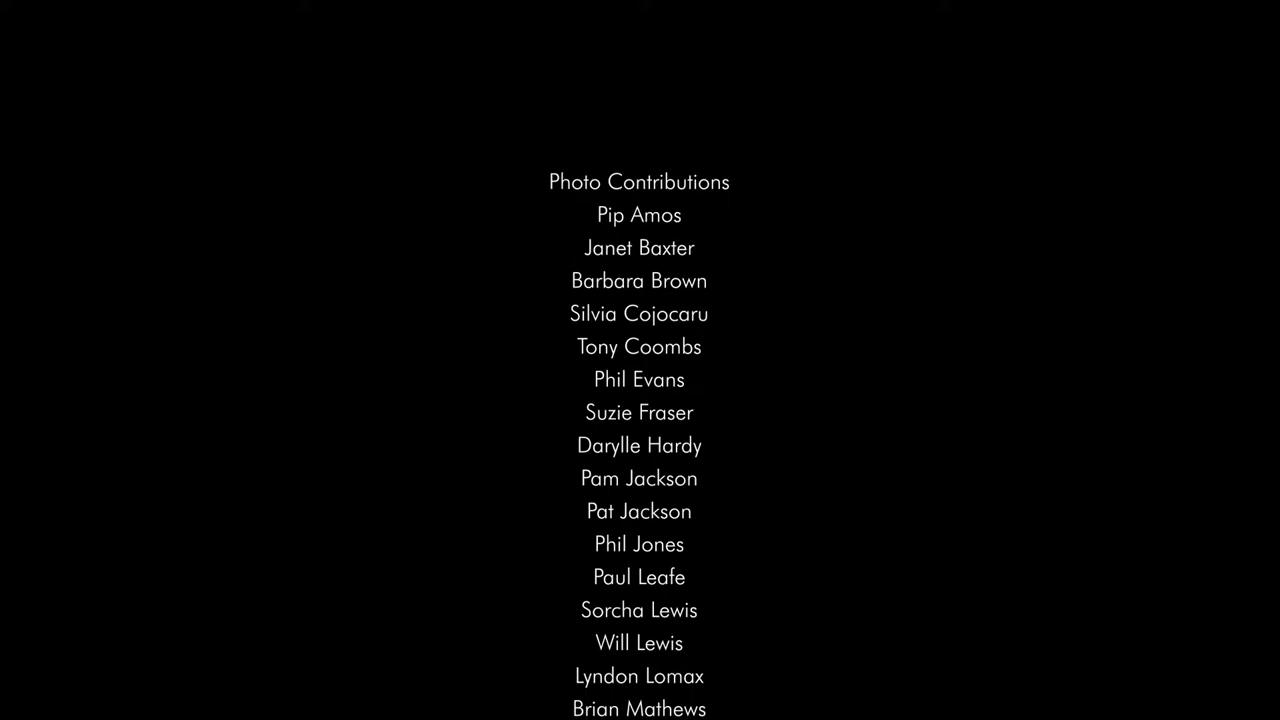 Photo Contributions
Pip Amos
Janet Baxter
Barbara Brown
Silvia Cojocaru
Tony Coombs
Phil Evans
Suzie Fraser
Darylle Hardy
Pam Jackson
Pat Jackson
Phil Jones
Paul Leafe
Sorcha Lewis
Will Lewis
Lyndon Lomax
Brian Mathews